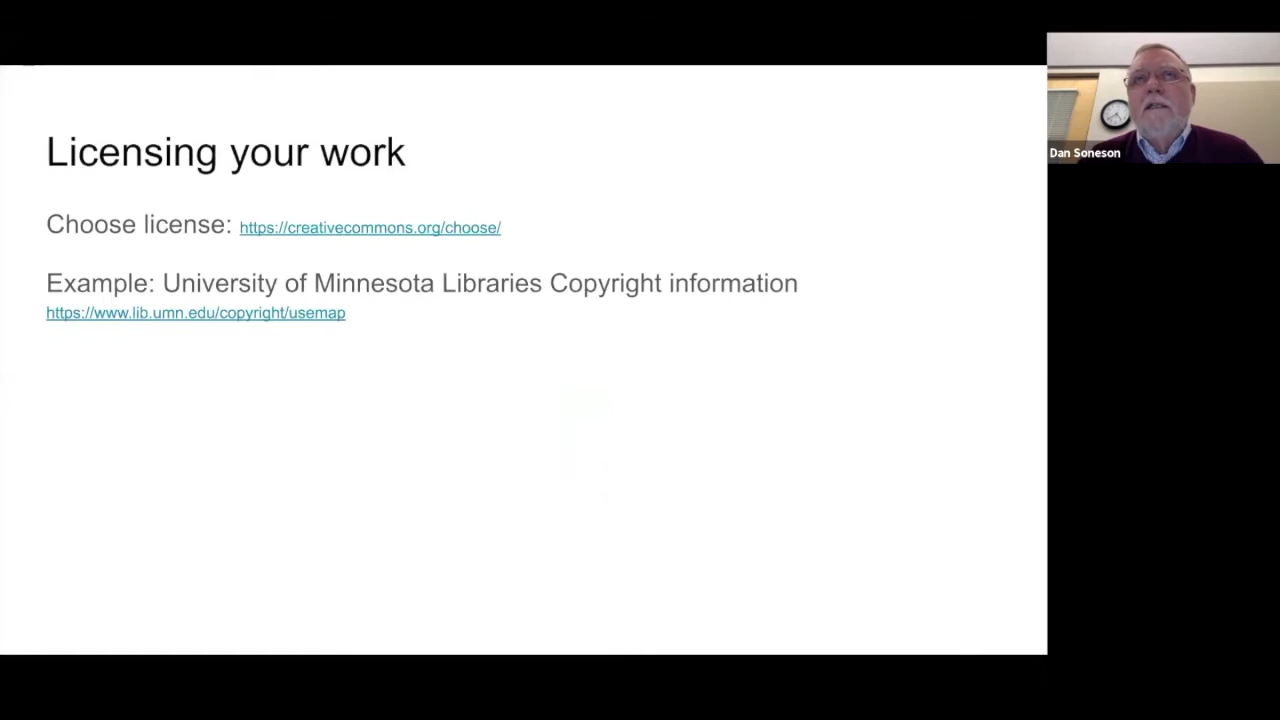 Licensing your work
Choose license: https://creativecommons.org/choose/
Example: University of Minnesota Libraries Copyright information
https://www.lib.umn.edu/copyright/usemap
Dan Soneson